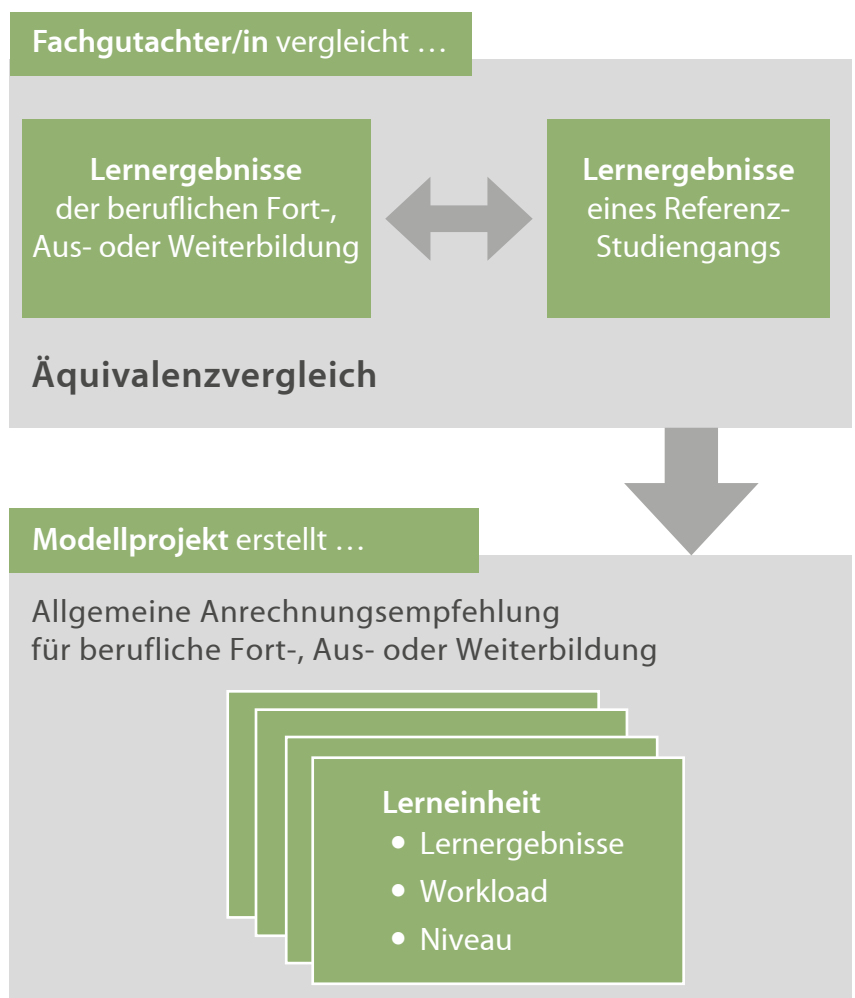 Fachgutachter/in vergleicht …
Lernergebnisse
der beruflichen Fort-,
Aus- oder Weiterbildung
Lernergebnisse
eines Referenz-
Studiengangs
Äquivalenzvergleich
Modellprojekt erstellt …
Allgemeine Anrechnungsempfehlung
für berufliche Fort-, Aus- oder Weiterbildung
Lerneinheit
• Lernergebnisse
• Workload
• Niveau